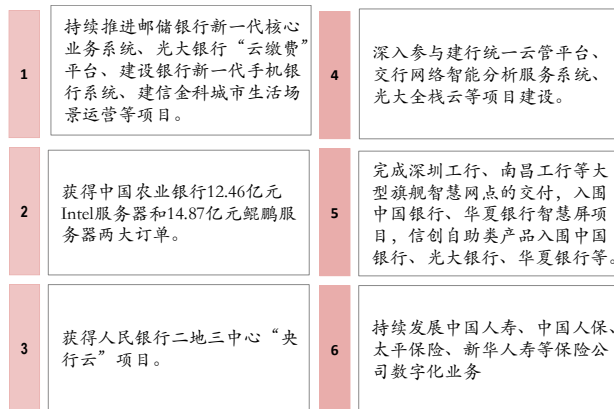 1
持续推进邮储银行新一代核心
业务系统、光大银行“云缴费”
平台、建设银行新一代手机银
行系统、建信金科城市生活场
景运营等项目。
2
获得中国农业银行12.46亿元
Intel服务器和14.87亿元鲲鹏服
务器两大订单。
3
获得人民银行二地三中心“央
行云”项目。
4
深入参与建行统一云管平台、
交行网络智能分析服务系统、
光大全栈云等项目建设。
5
完成深圳工行、南昌工行等大
型旗舰智慧网点的交付，入围
中国银行、华夏银行智慧屏项
目，信创自助类产品入围中国
银行、光大银行、华夏银行等。
6
持续发展中国人寿、中国人保、
太平保险、新华人寿等保险公
司数字化业务